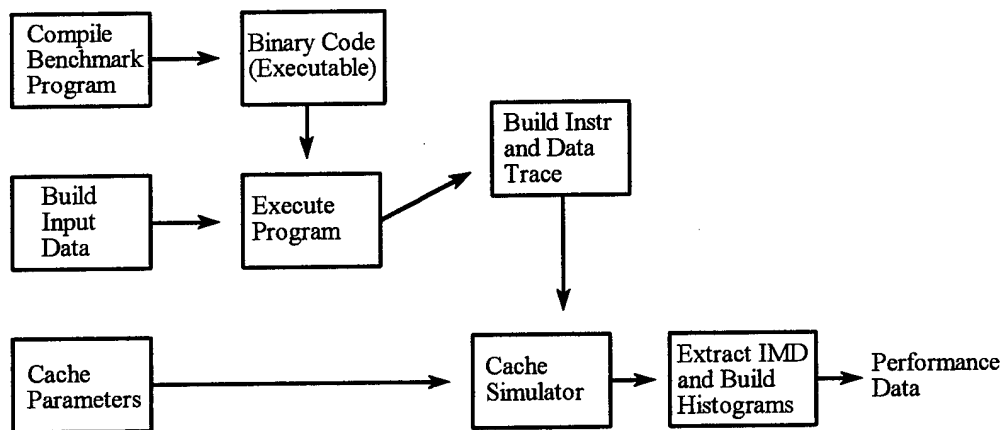 Compile
Benchmark
Program
Binary Code
(Executable)
Build Instr
and Data
Trace
Build
Input
Data
Execute
Program
Cache
Parameters
Cache
Simulator
Extract IMD
and Build
Histograms
Performance
Data